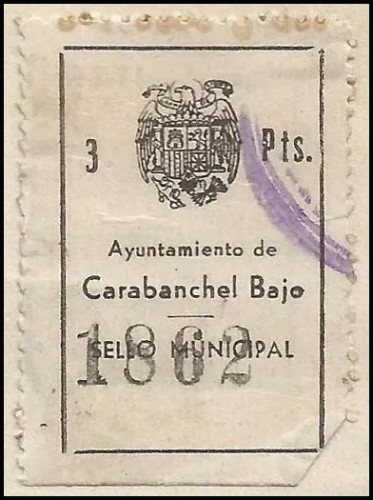 3 Pts.
Ayuntamiento de
Carabanchel Bajo
SELLO MUNICIPAL
1862